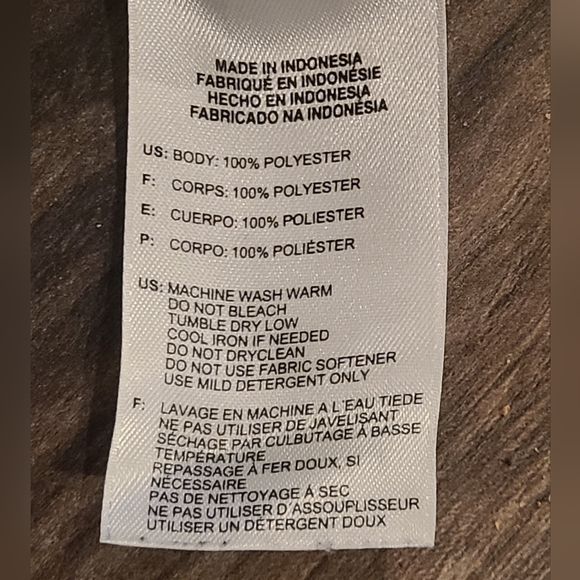 MADE IN INDONESIA
FABRIQUÉ EN INDONÉSIE
HECHO EN INDONESIA
FABRICADO NA INDONÉSIA
US: BODY: 100% POLYESTER
F: CORPS: 100% POLYESTER
E: CUERPO: 100% POLIESTER
P: CORPO: 100% POLIÉSTER
US: MACHINE WASH WARM
DO NOT BLEACH
TUMBLE DRY LOW
COOL IRON IF NEEDED
DO NOT DRYCLEAN
DO NOT USE FABRIC SOFTENER
USE MILD DETERGENT ONLY
F: LAVAGE EN MACHINE A L'EAU TIEDE
NE PAS UTILISER DE JAVELISANT
SÉCHAGE PAR CULBUTAGE À BASSE
TEMPÉRATURE
REPASSAGE À FER DOUX, SI
NÉCESSAIRE
PAS DE NETTOYAGE À SEC
NE PAS UTILISER D'ASSOUPLISSEUR
UTILISER UN DÉTERGENT DOUX